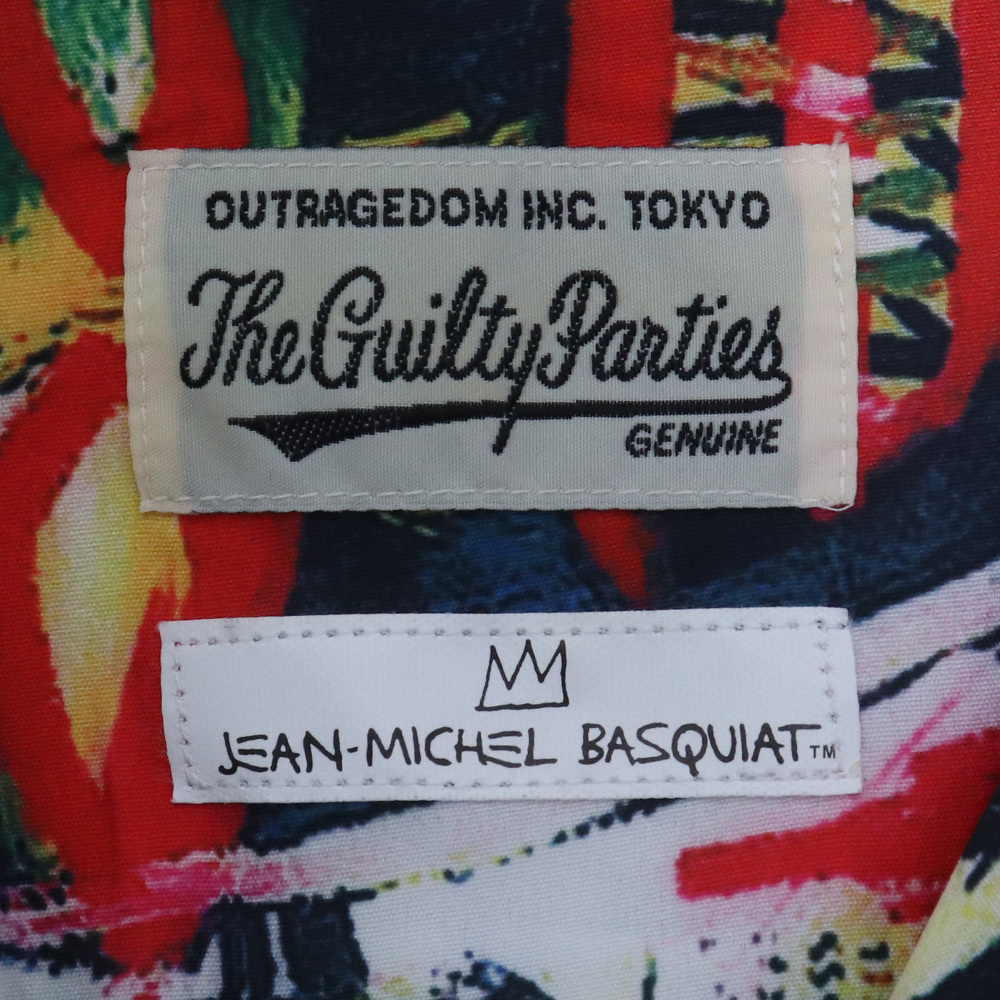 OUTRAGEDOM INC. TOKYO
The Guilty Parties
GENUINE
JEAN-MICHEL BASQUIAT™